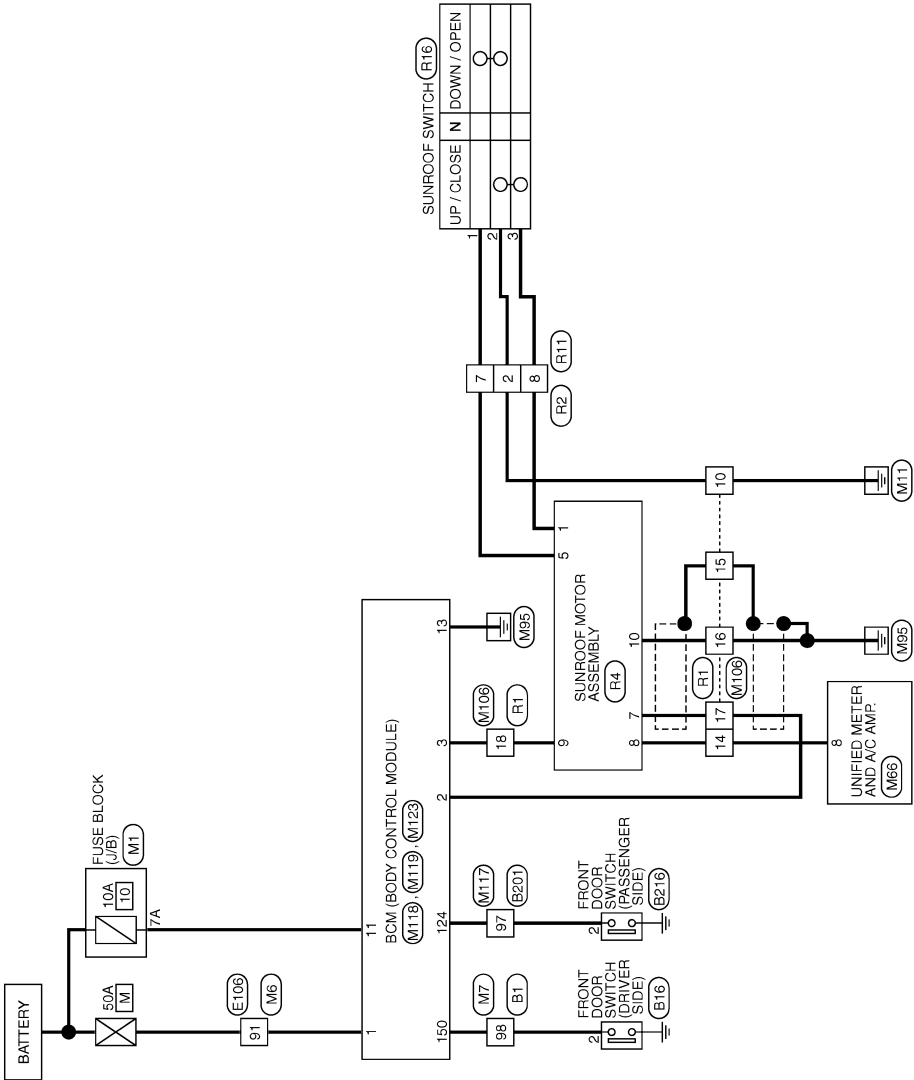 BATTERY
50A
M
10A
10
7A
FUSE BLOCK
(J/B)
M1
91
E106
M6
1
11
BCM (BODY CONTROL MODULE)
M118 , M119 , M123
150
124
2
3
13
M7
98
B1
M117
97
B201
M106
18
R1
M95
2
FRONT
DOOR
SWITCH
(DRIVER
SIDE)
B16
2
FRONT
DOOR
SWITCH
(PASSENGER
SIDE)
B216
SUNROOF MOTOR
ASSEMBLY
R4
9
5
1
8
7
10
14
17
16
15
10
R1
M106
8
UNIFIED METER
AND A/C AMP.
M66
M95
M11
7
2
8
R2
R11
SUNROOF SWITCH R16
UP / CLOSE N DOWN / OPEN
1
2
3